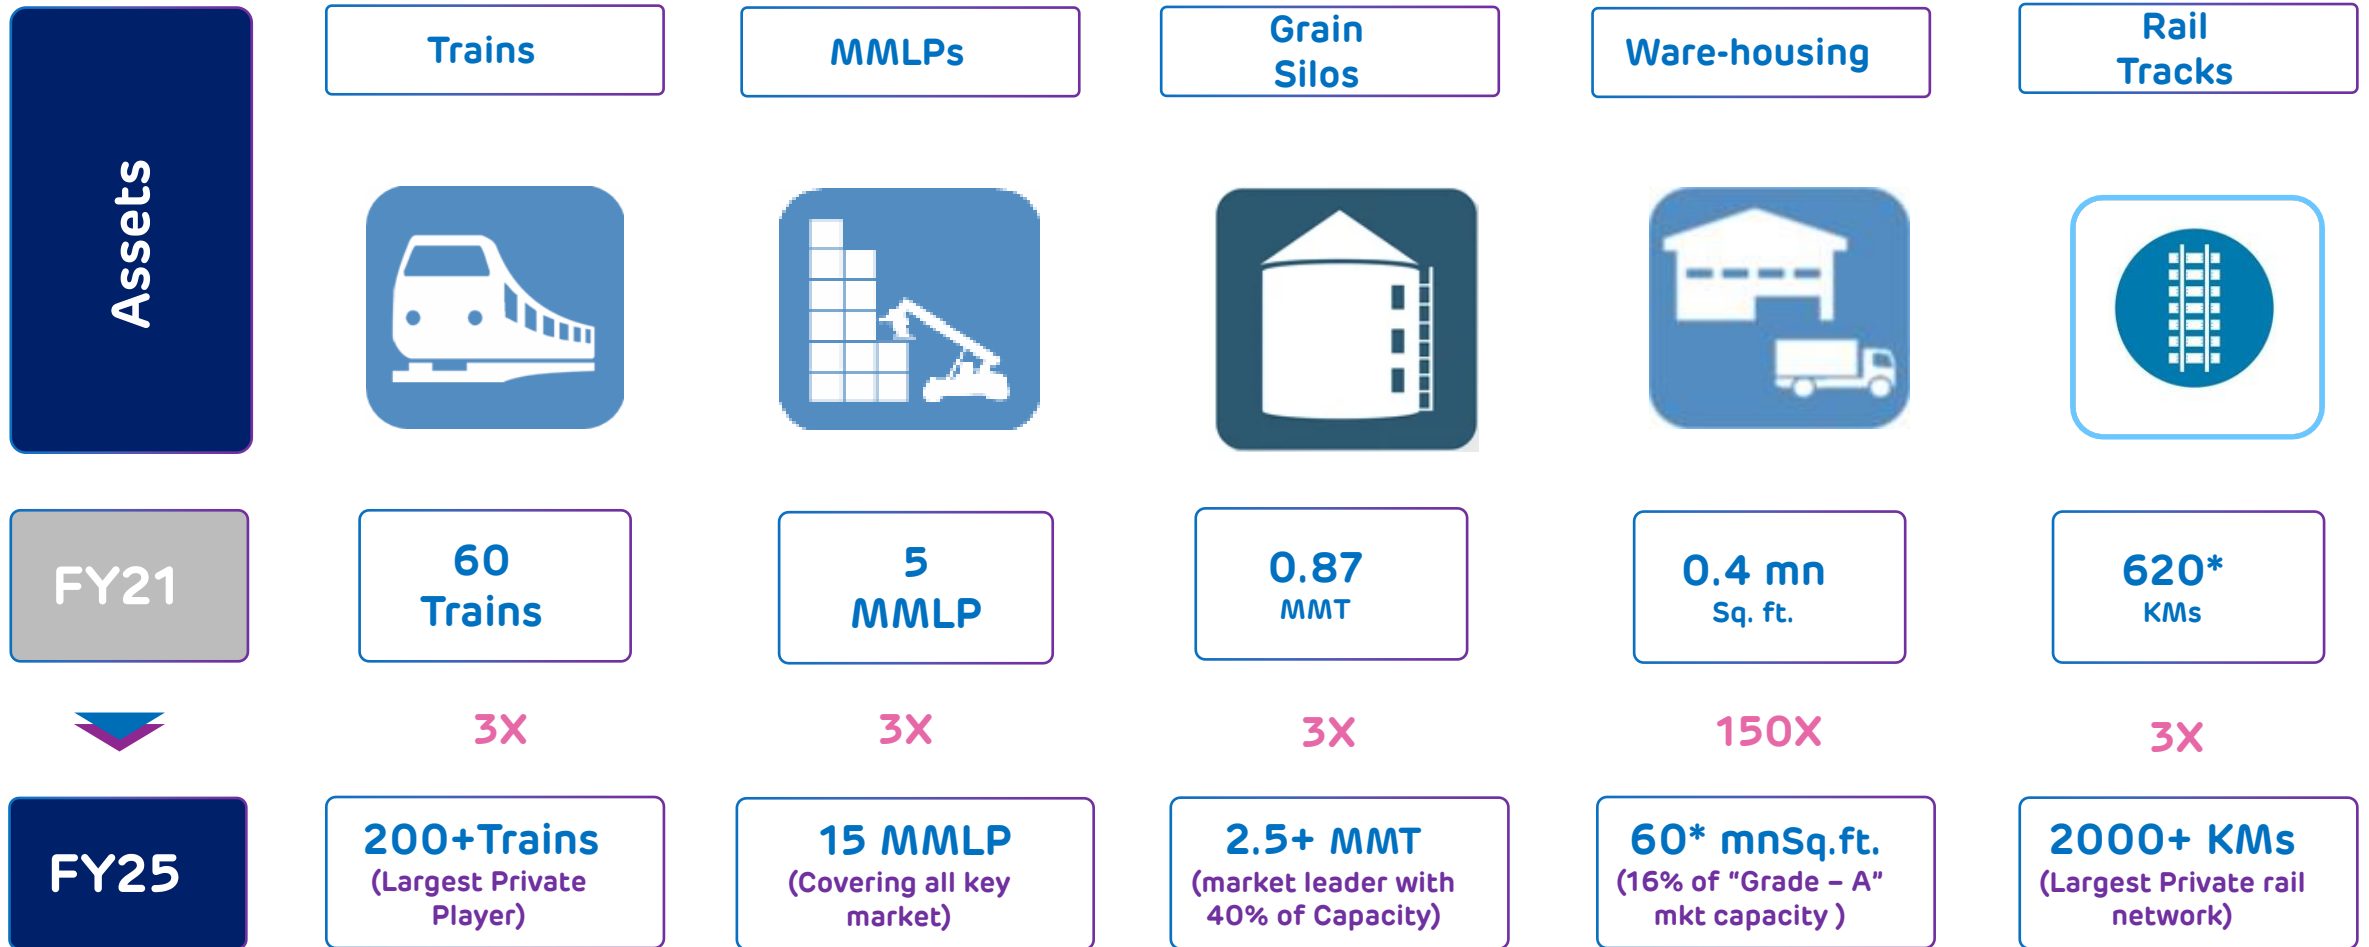 Assets
Trains
MMLPs
Grain
Silos
Ware-housing
Rail
Tracks
FY21
60
Trains
5
MMLP
0.87
MMT
0.4 mn
Sq. ft.
620*
KMs
3X
3X
3X
150X
3X
FY25
200+Trains
(Largest Private
Player)
15 MMLP
(Covering all key
market)
2.5+ MMT
(market leader with
40% of Capacity)
60* mnSq.ft.
(16% of “Grade – A”
mkt capacity )
2000+ KMs
(Largest Private rail
network)